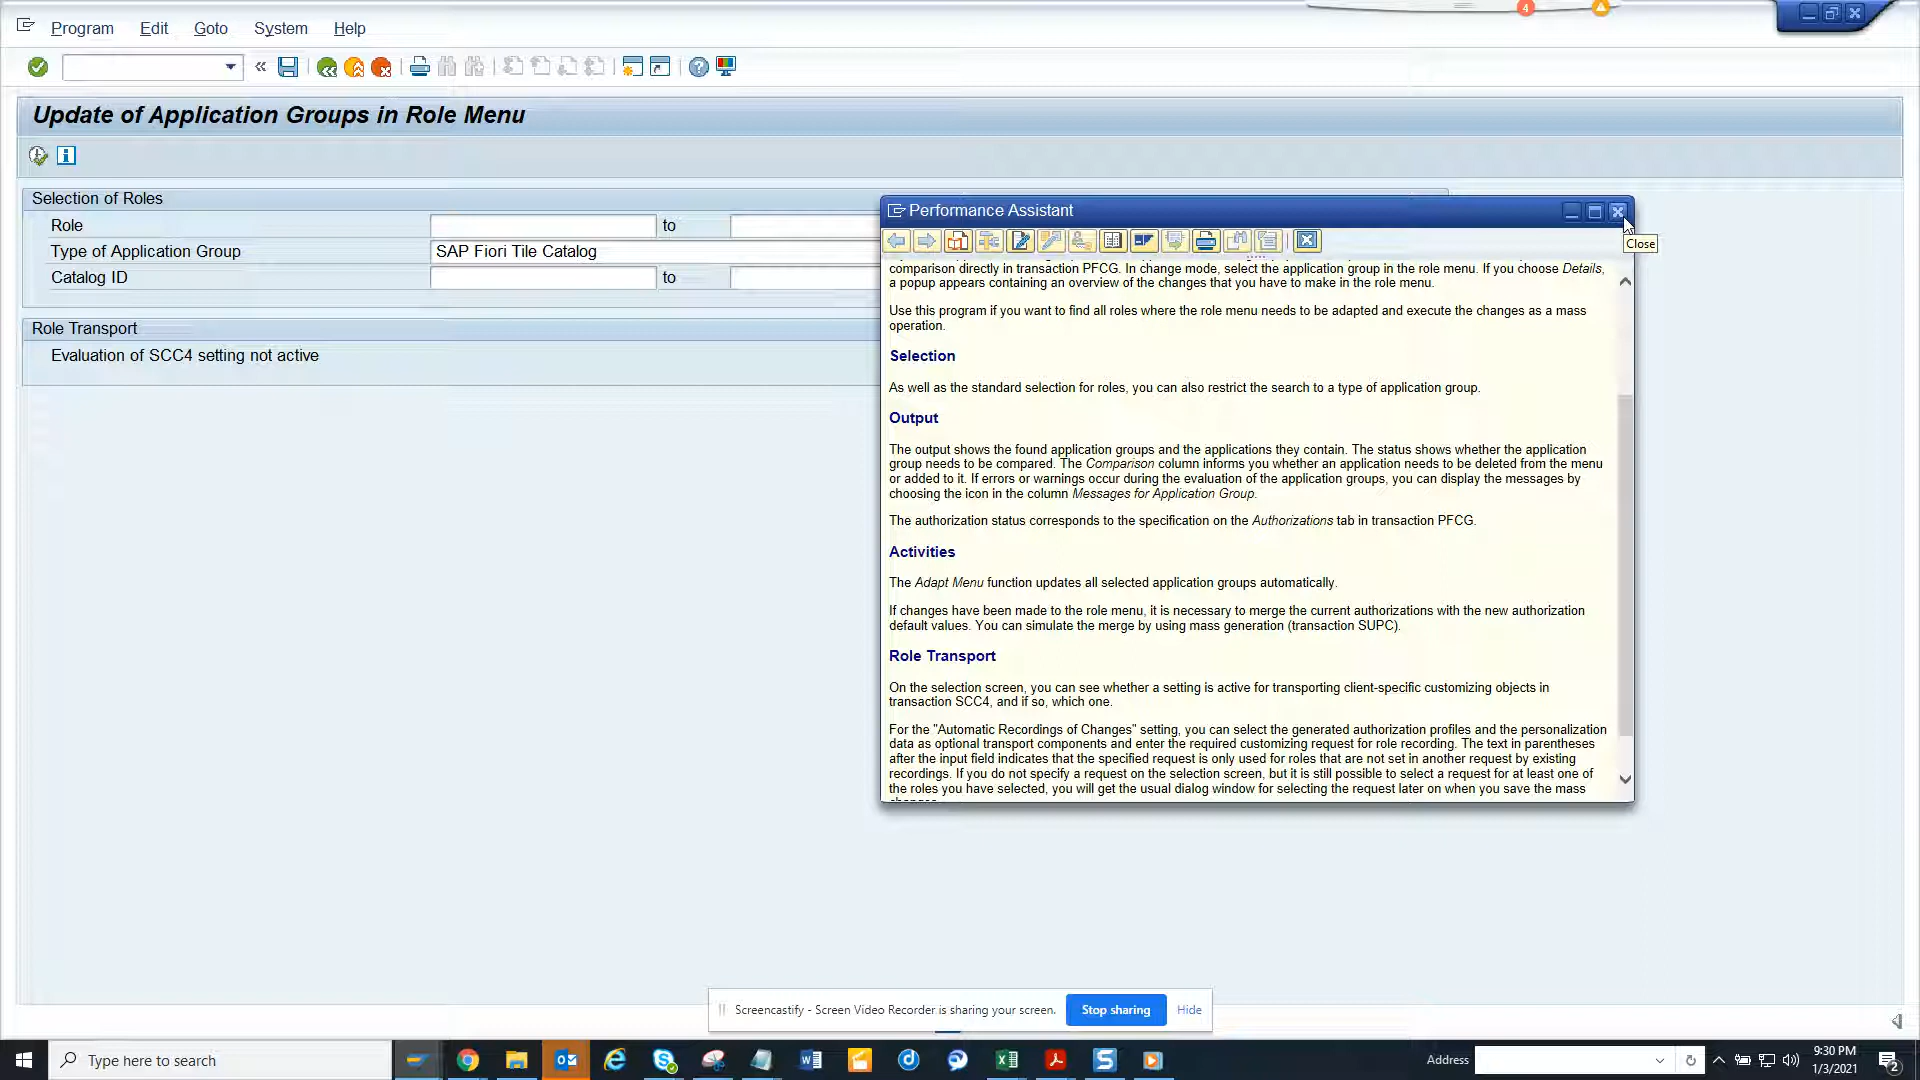 4
Program Edit Goto System Help
Update of Application Groups in Role Menu
Selection of Roles
Role to
Type of Application Group SAP Fiori Tile Catalog
Catalog ID to
Role Transport
Evaluation of SCC4 setting not active
Performance Assistant
Close
comparison directly in transaction PFCG. In change mode, select the application group in the role menu. If you choose Details,
a popup appears containing an overview of the changes that you have to make in the role menu.
Use this program if you want to find all roles where the role menu needs to be adapted and execute the changes as a mass
operation.
Selection
As well as the standard selection for roles, you can also restrict the search to a type of application group.
Output
The output shows the found application groups and the applications they contain. The status shows whether the application
group needs to be compared. The Comparison column informs you whether an application needs to be deleted from the menu
or added to it. If errors or warnings occur during the evaluation of the application groups, you can display the messages by
choosing the icon in the column Messages for Application Group.
The authorization status corresponds to the specification on the Authorizations tab in transaction PFCG.
Activities
The Adapt Menu function updates all selected application groups automatically.
If changes have been made to the role menu, it is necessary to merge the current authorizations with the new authorization
default values. You can simulate the merge by using mass generation (transaction SUPC).
Role Transport
On the selection screen, you can see whether a setting is active for transporting client-specific customizing objects in
transaction SCC4, and if so, which one.
For the "Automatic Recordings of Changes" setting, you can select the generated authorization profiles and the personalization
data as optional transport components and enter the required customizing request for role recording. The text in parentheses
after the input field indicates that the specified request is only used for roles that are not set in another request by existing
recordings. If you do not specify a request on the selection screen, but it is still possible to select a request for at least one of
the roles you have selected, you will get the usual dialog window for selecting the request later on when you save the mass
Screencastify - Screen Video Recorder is sharing your screen. Stop sharing Hide
Type here to search
Address
9:30 PM
1/3/2021
2